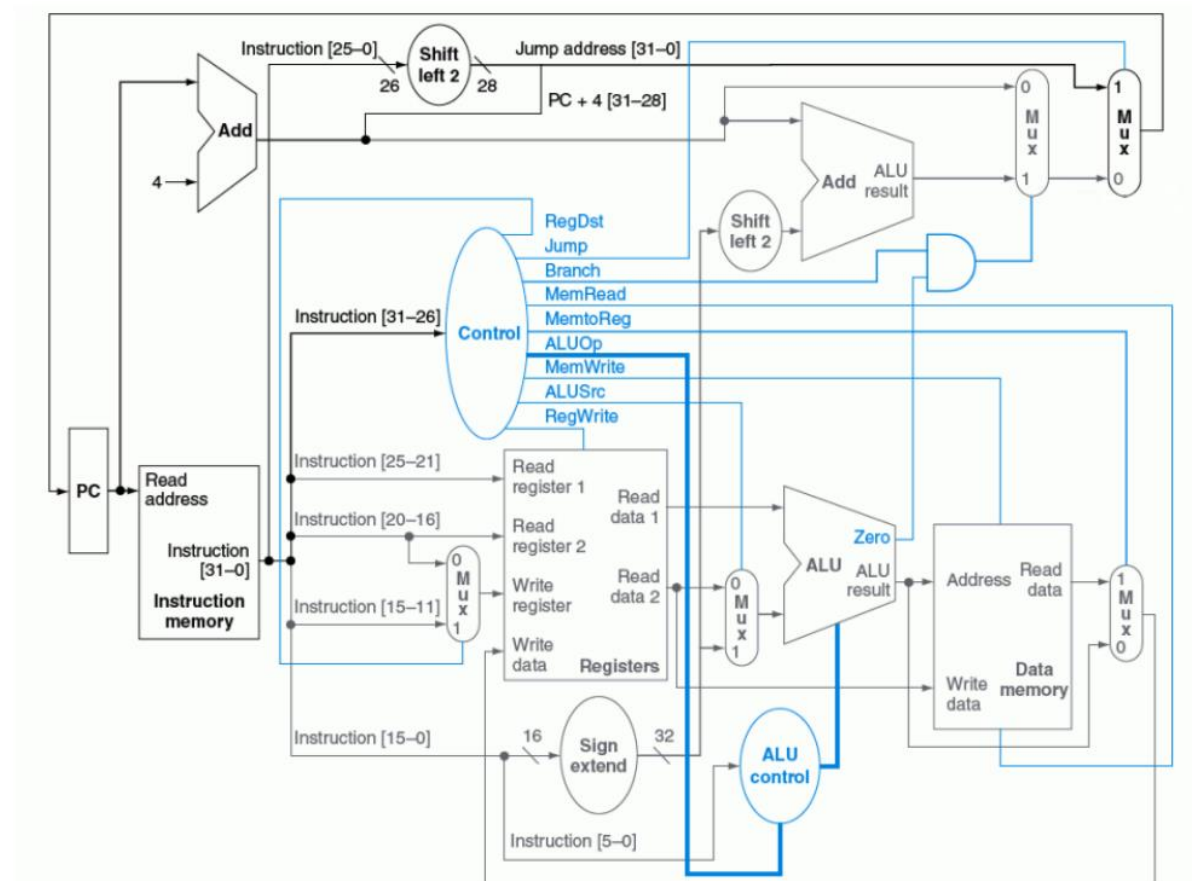 Instruction [25–0]
Shift
left 2
Jump address [31–0]
26
28
PC + 4 [31–28]
Add
4
0
M
u
x
1
1
M
u
x
0
Add
ALU
result
Shift
left 2
RegDst
Jump
Branch
MemRead
MemtoReg
ALUOp
MemWrite
ALUSrc
RegWrite
Instruction [31–26]
Control
PC
Read
address
Instruction
[31–0]
Instruction
memory
Instruction [25–21]
Instruction [20–16]
Instruction [15–11]
0
M
u
x
1
Read
register 1
Read
register 2
Write
register
Write
data
Read
data 1
Read
data 2
Registers
0
M
u
x
1
Zero
ALU
ALU
result
Address
Read
data
Write
data
Data
memory
1
M
u
x
0
Instruction [15–0]
16
Sign
extend
32
ALU
control
Instruction [5–0]